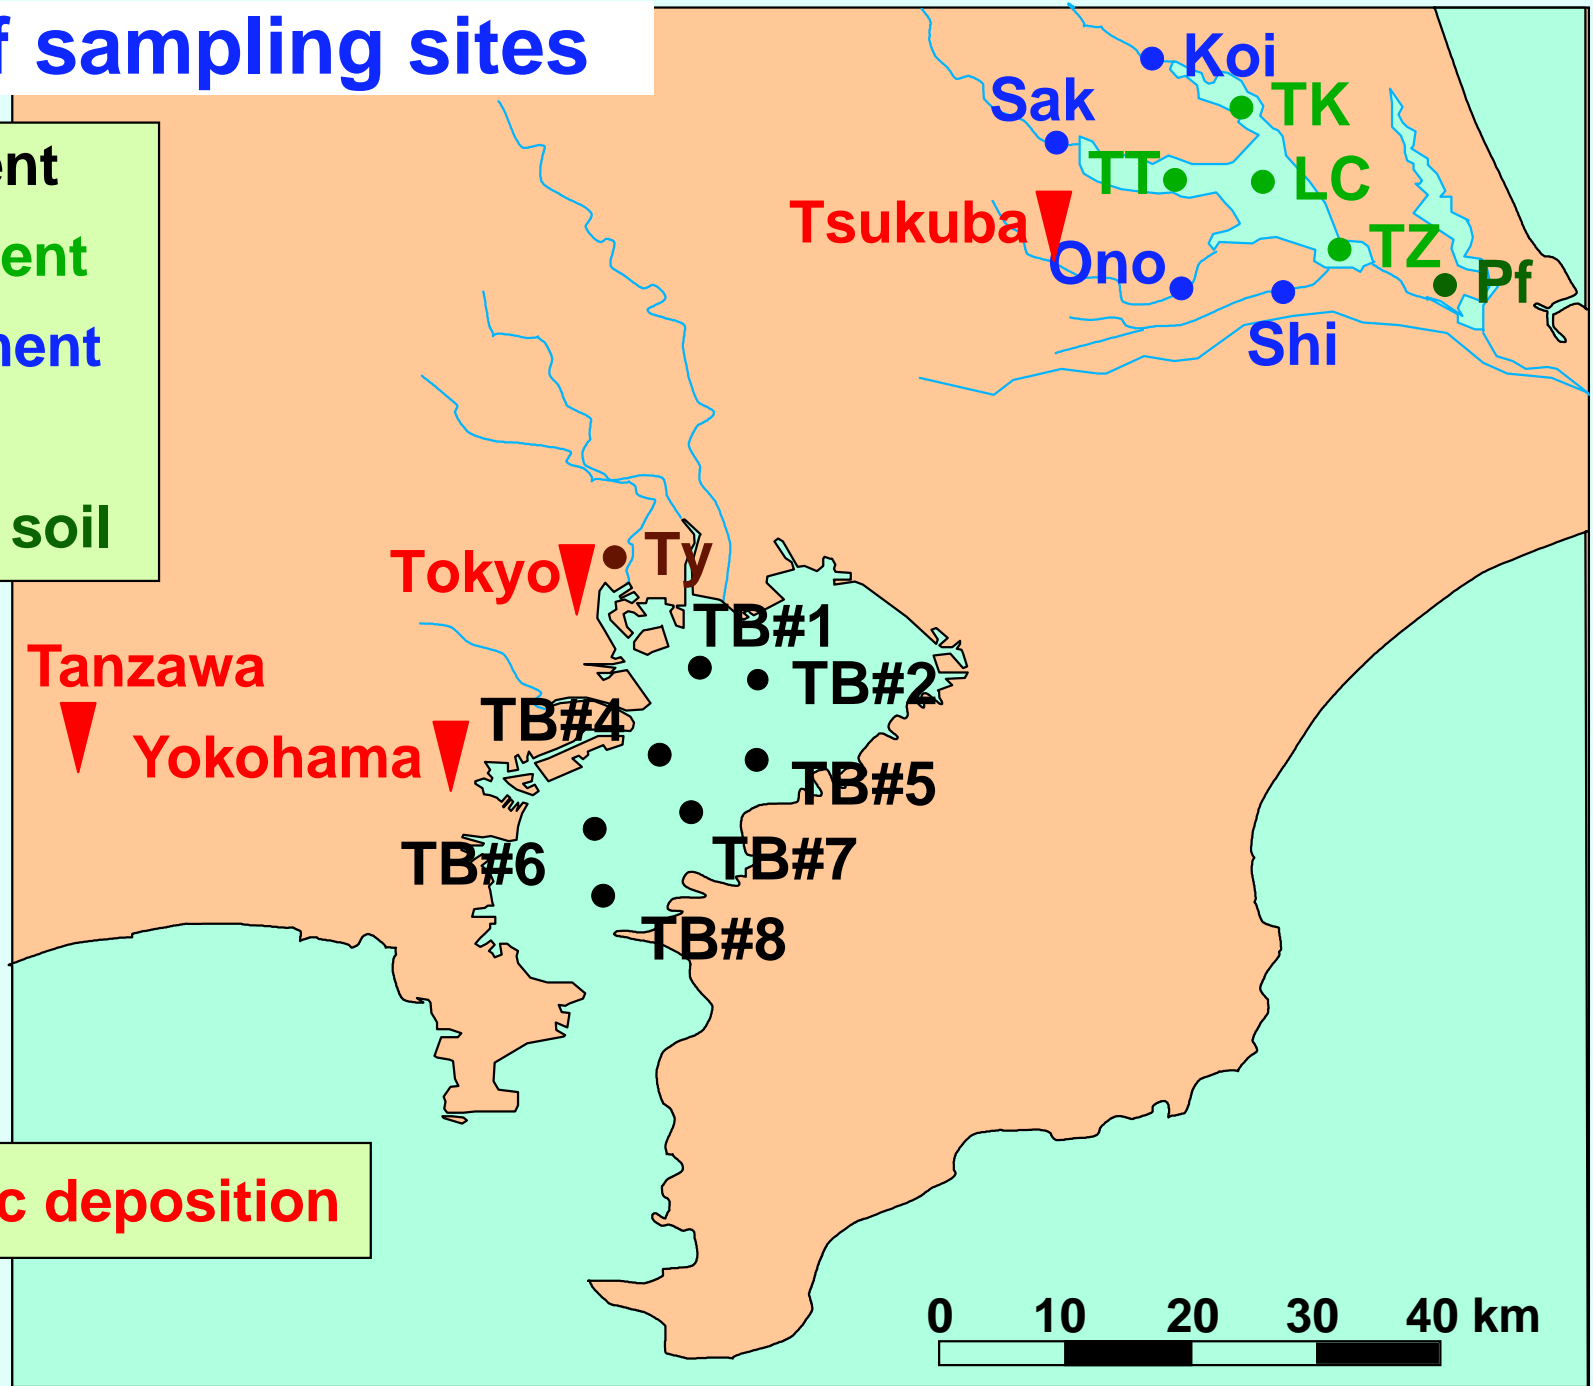 f sampling sites
ent
ent
nent
soil
Koi
Sak
TK
TT
LC
Tsukuba
TZ
Ono
Pf
Shi
Tokyo
Ty
TB#1
Tanzawa
TB#2
TB#4
Yokohama
TB#5
TB#6
TB#7
TB#8
c deposition
0 10 20 30 40 km